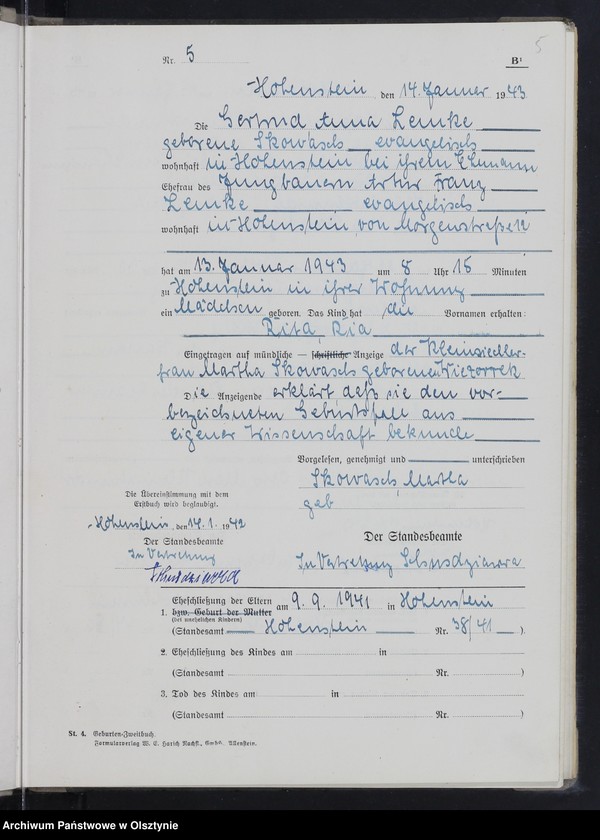 5
Nr. 5
B¹
Hohenstein, den 14. Januar 1943
Die Gertrud Anna Lemke
geborene Skowasch evangelisch
wohnhaft in Hohenstein bei ihrem Ehemann
Ehefrau des Jungbauern Artur Franz
Lemke evangelisch
wohnhaft in Hohenstein, von Morgenstraße 12
hat am 13. Januar 1943 um 8 Uhr 15 Minuten
zu Hohenstein in ihrer Wohnung
ein Mädchen geboren. Das Kind hat die Vornamen erhalten:
Rita, Ria
Eingetragen auf mündliche — schriftliche Anzeige der Kleinsiedler-
frau Martha Skowasch geborene Wiezorrek
Die Anzeigende erklärt daß sie den vor-
bezeichneten Geburtsfall aus
eigener Wissenschaft bekunde
Vorgelesen, genehmigt und unterschrieben
Skowasch, Martha
geb
Die Übereinstimmung mit dem
Erstbuch wird beglaubigt.
Hohenstein, den 14.1. 1942
Der Standesbeamte
In Vertretung
Der Standesbeamte
In Vertretung
Eheschließung der Eltern am 9. 9. 1941 in Hohenstein
1. bzw. Geburt der Mutter
(bei unehelichen Kindern)
(Standesamt Hohenstein Nr. 38/41).
2. Eheschließung des Kindes am in
(Standesamt Nr. )
3. Tod des Kindes am: in
(Standesamt Nr. )
St. 4. Geburten-Zweitbuch.
Formularverlag W. E. Harich Nachf., GmbH. Allenstein.
Archiwum Państwowe w Olsztynie